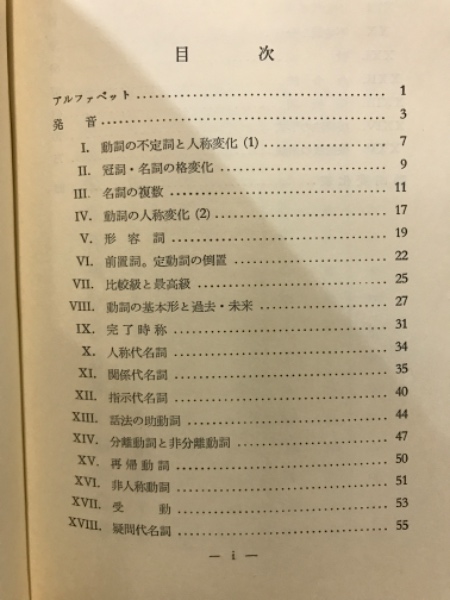 目次
アルファベット 1
発音 3
I. 動詞の不定詞と人称変化 (1) 7
II. 冠詞・名詞の格変化 9
III. 名詞の複数 11
IV. 動詞の人称変化 (2) 17
V. 形容詞 19
VI. 前置詞。定動詞の倒置 22
VII. 比較級と最高級 25
VIII. 動詞の基本形と過去・未来 27
IX. 完了時称 31
X. 人称代名詞 34
XI. 関係代名詞 35
XII. 指示代名詞 40
XIII. 話法の助動詞 44
XIV. 分離動詞と非分離動詞 47
XV. 再帰動詞 50
XVI. 非人称動詞 51
XVII. 受動 53
XVIII. 疑問代名詞 55
— i —